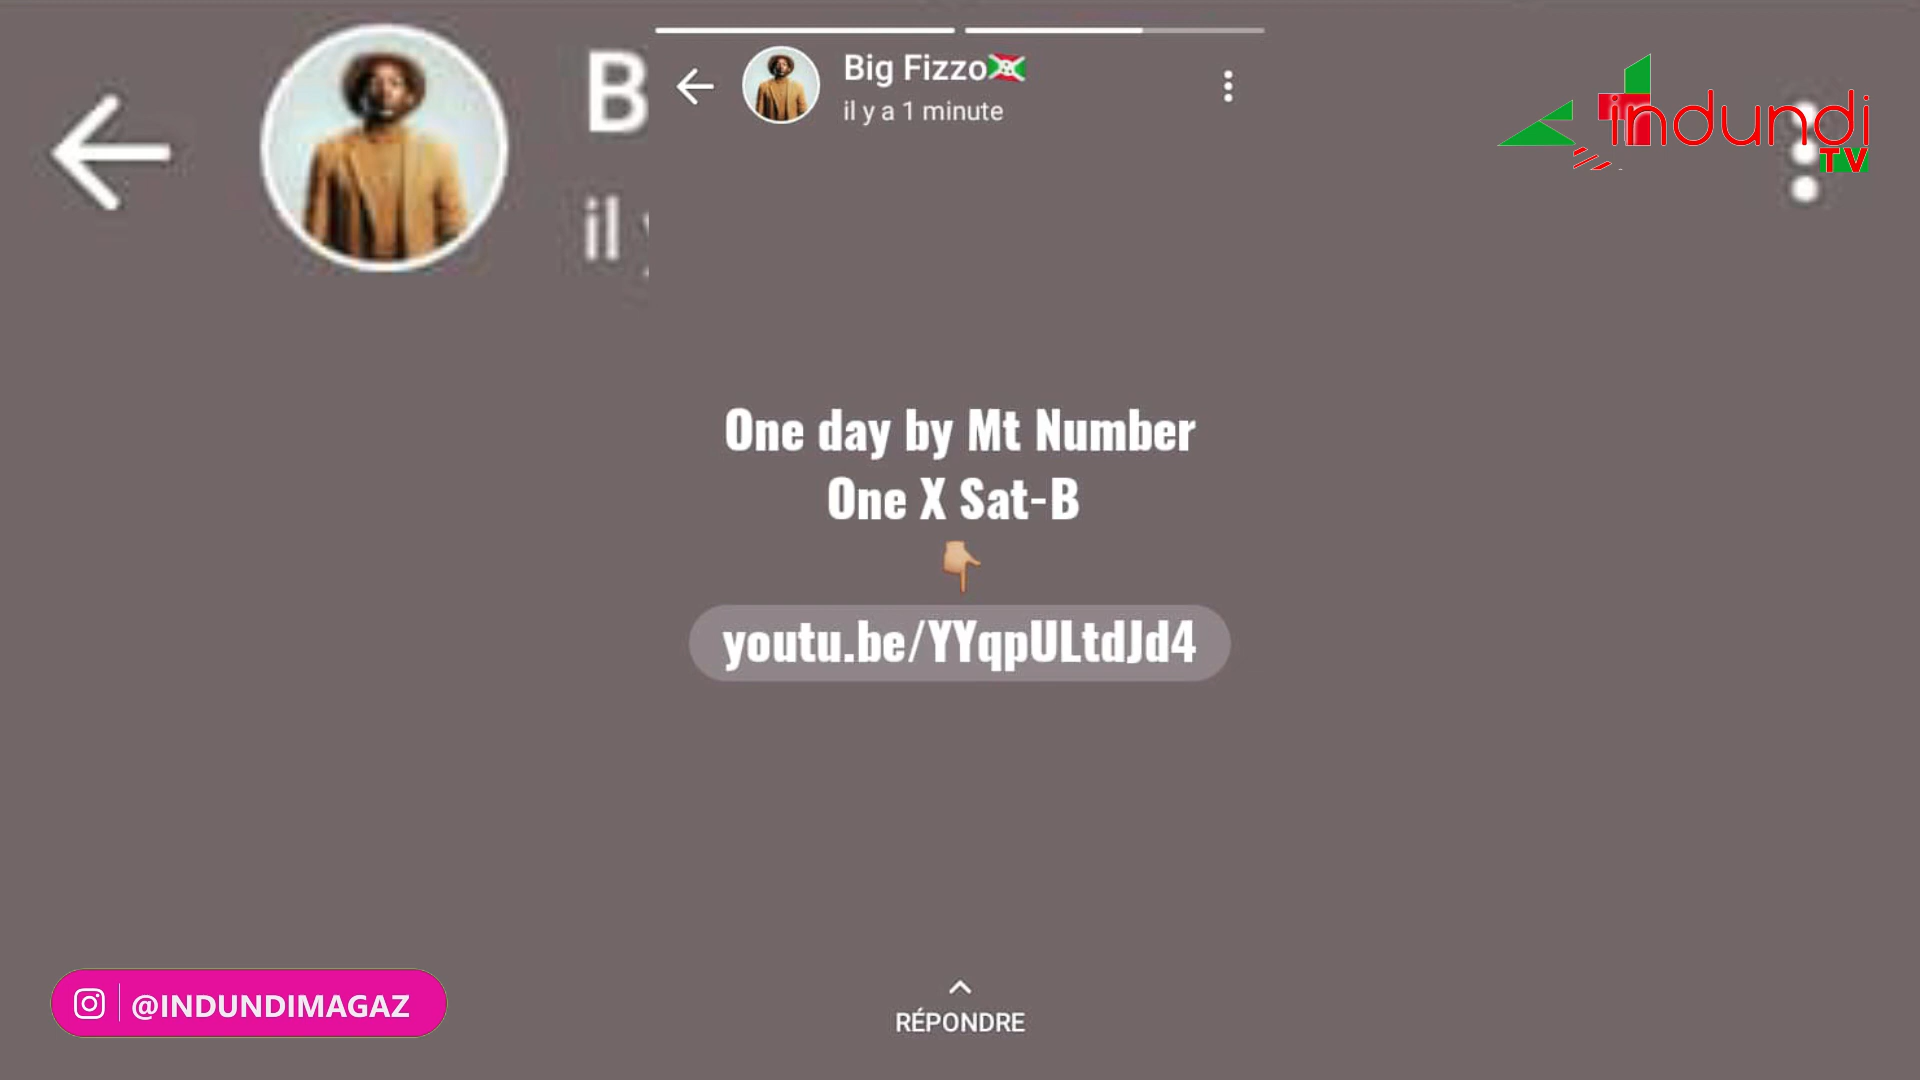 B
il y
Big Fizzo🇧🇮
il y a 1 minute
indundi
TV
One day by Mt Number
One X Sat-B
👇🏼
youtu.be/YYqpULtdJd4
@INDUNDIMAGAZ
RÉPONDRE